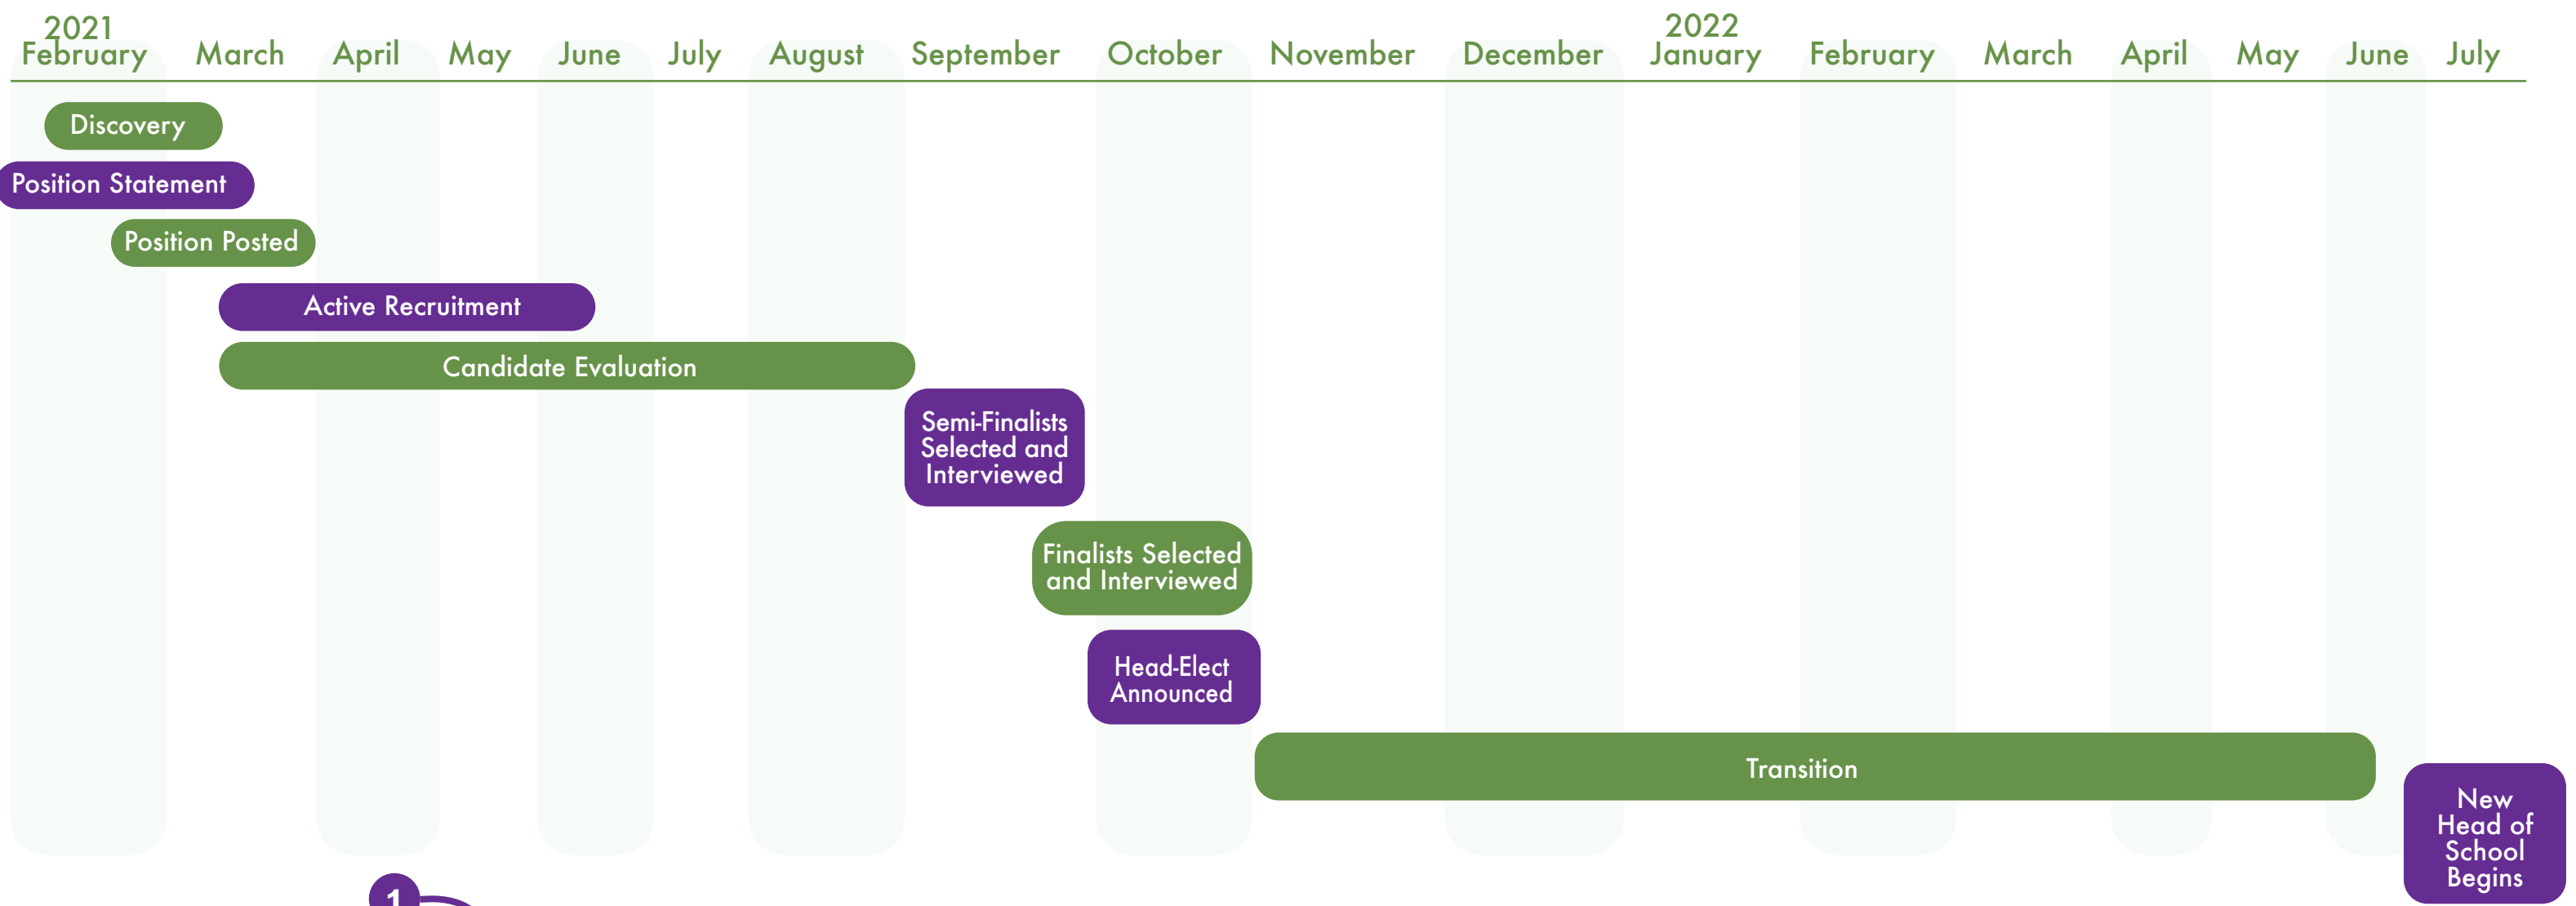 2021
February March April May June July August September October November December
2022
January February March April May June July
Discovery
Position Statement
Position Posted
Active Recruitment
Candidate Evaluation
Semi-Finalists
Selected and
Interviewed
Finalists Selected
and Interviewed
Head-Elect
Announced
Transition
New
Head of
School
Begins
1